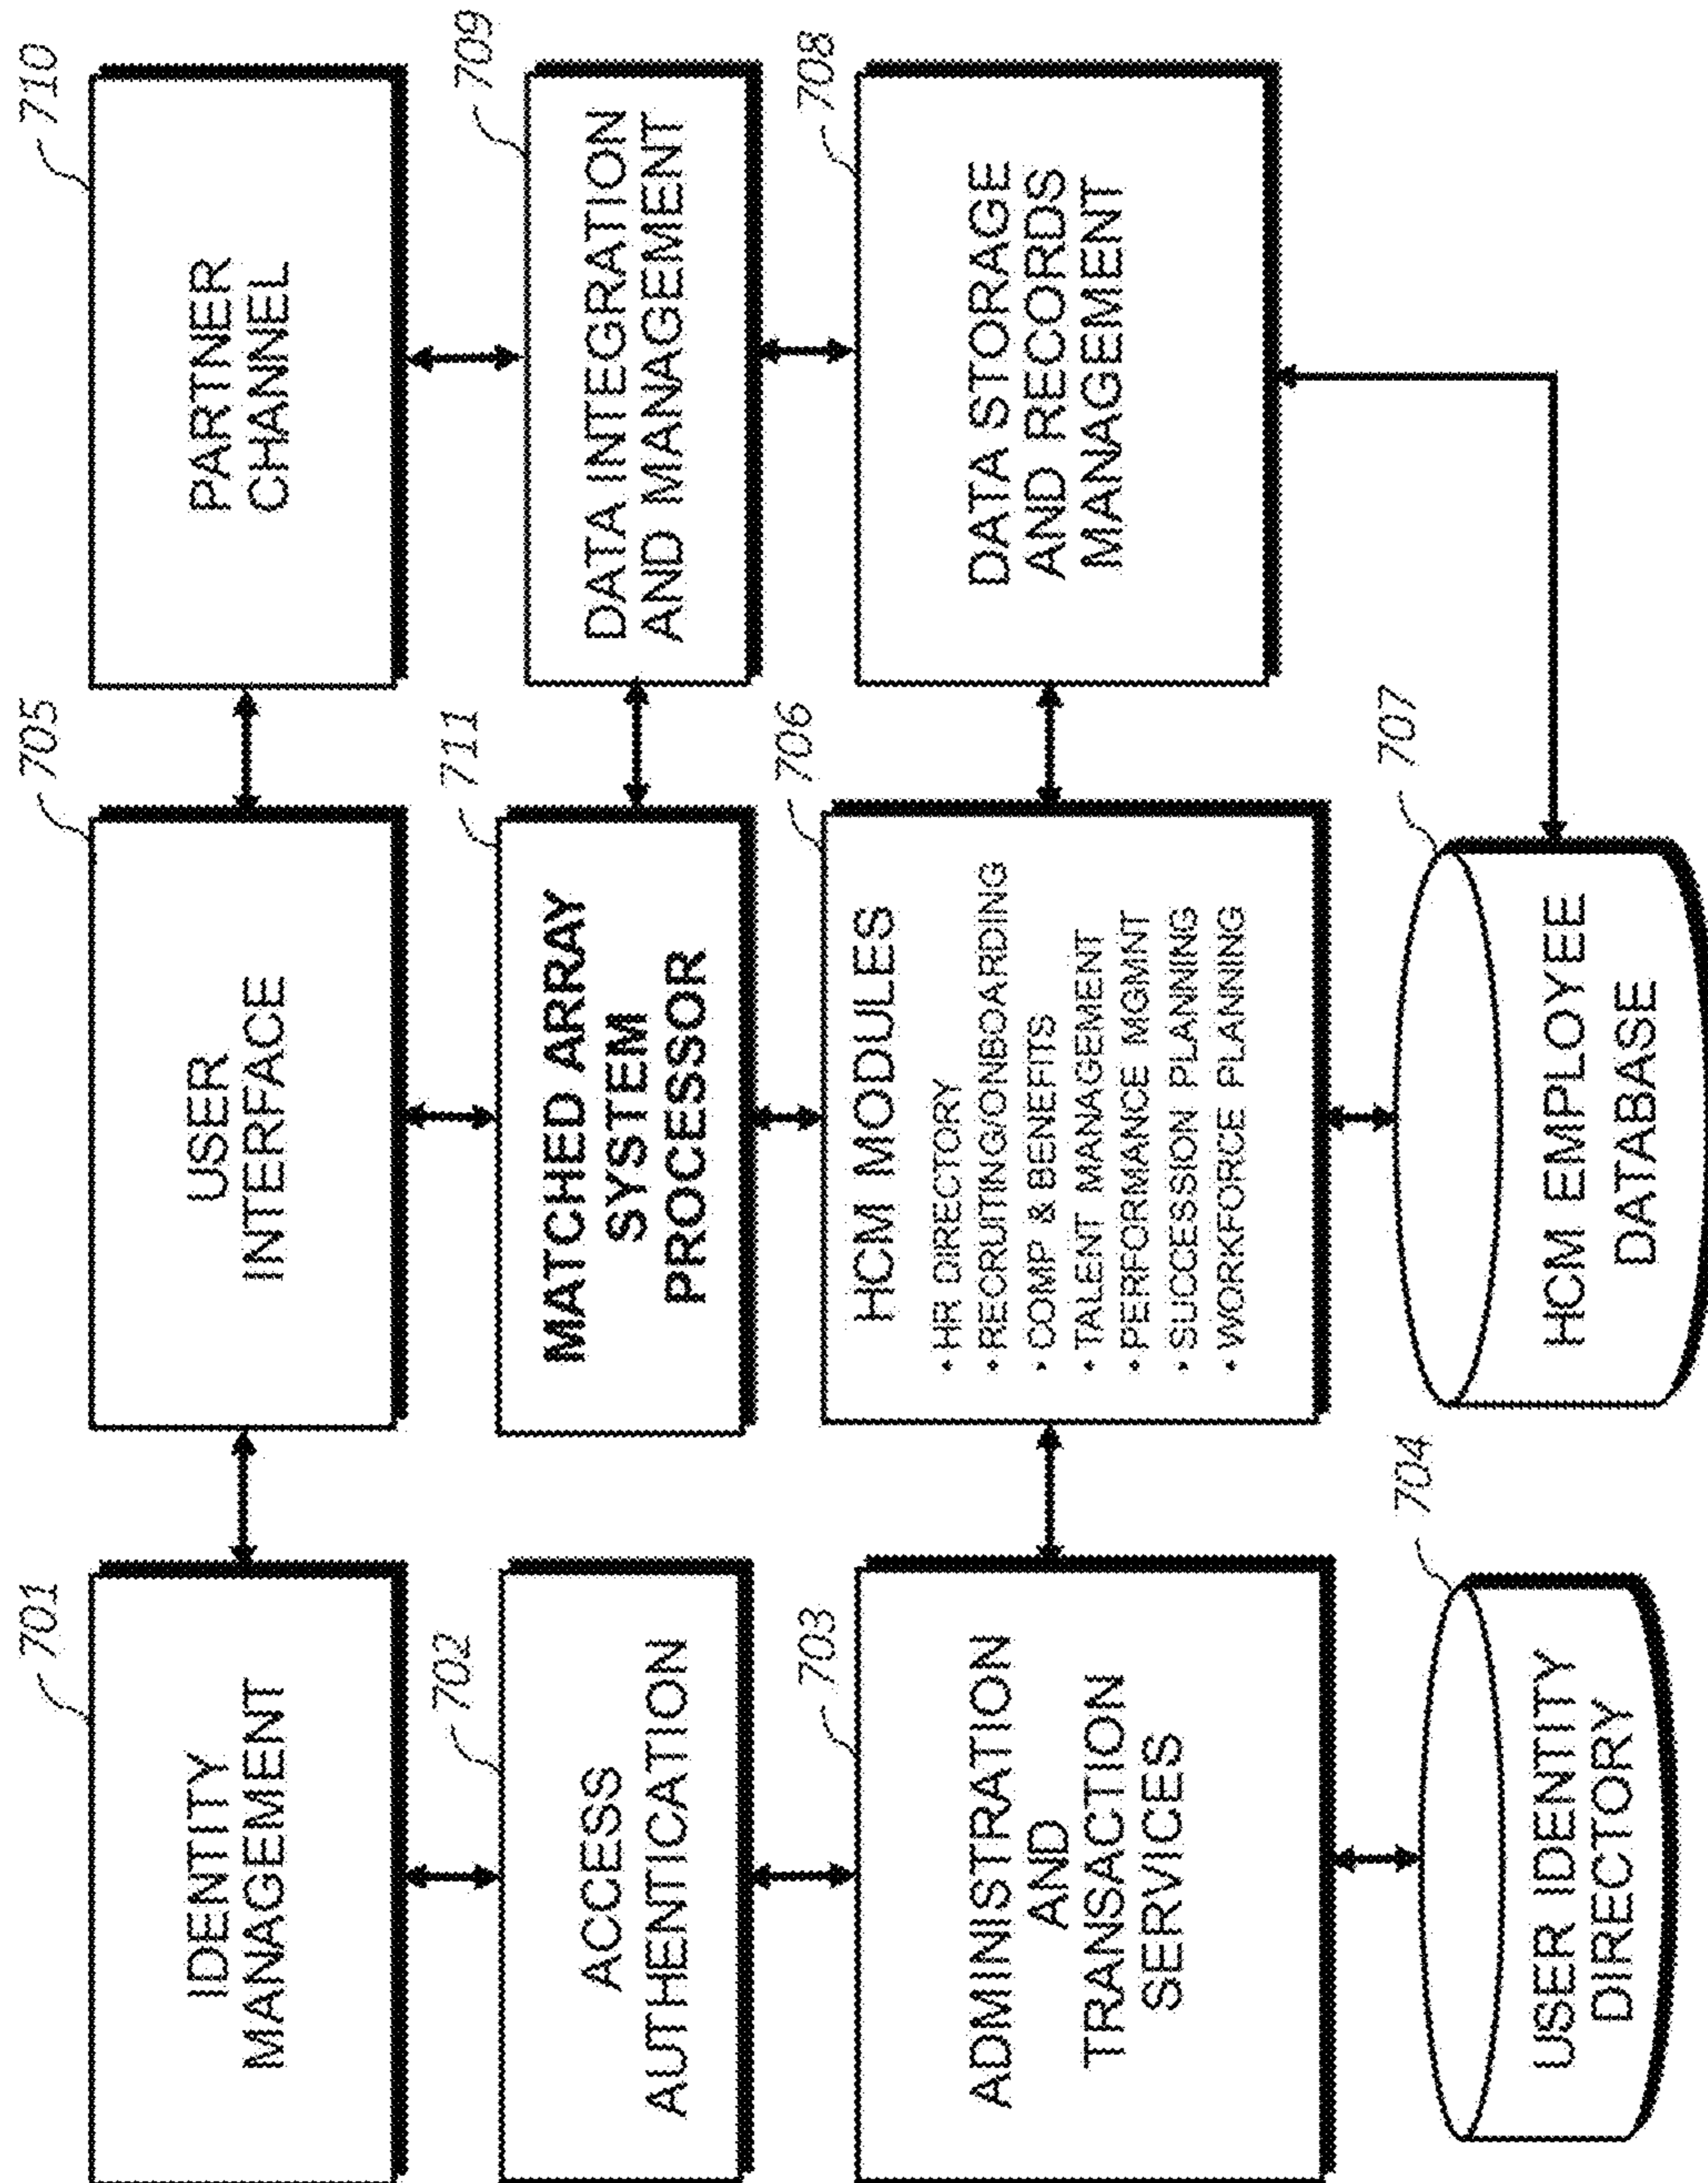 701
IDENTITY
MANAGEMENT
702
ACCESS
AUTHENTICATION
703
ADMINISTRATION
AND
TRANSACTION
SERVICES
704
USER IDENTITY
DIRECTORY
705
USER
INTERFACE
711
MATCHED ARRAY
SYSTEM
PROCESSOR
706
HCM MODULES
• HR DIRECTORY
• RECRUITING/ONBOARDING
• COMP & BENEFITS
• TALENT MANAGEMENT
• PERFORMANCE MGMNT
• SUCCESSION PLANNING
• WORKFORCE PLANNING
707
HCM EMPLOYEE
DATABASE
710
PARTNER
CHANNEL
709
DATA INTEGRATION
AND MANAGEMENT
708
DATA STORAGE
AND RECORDS
MANAGEMENT